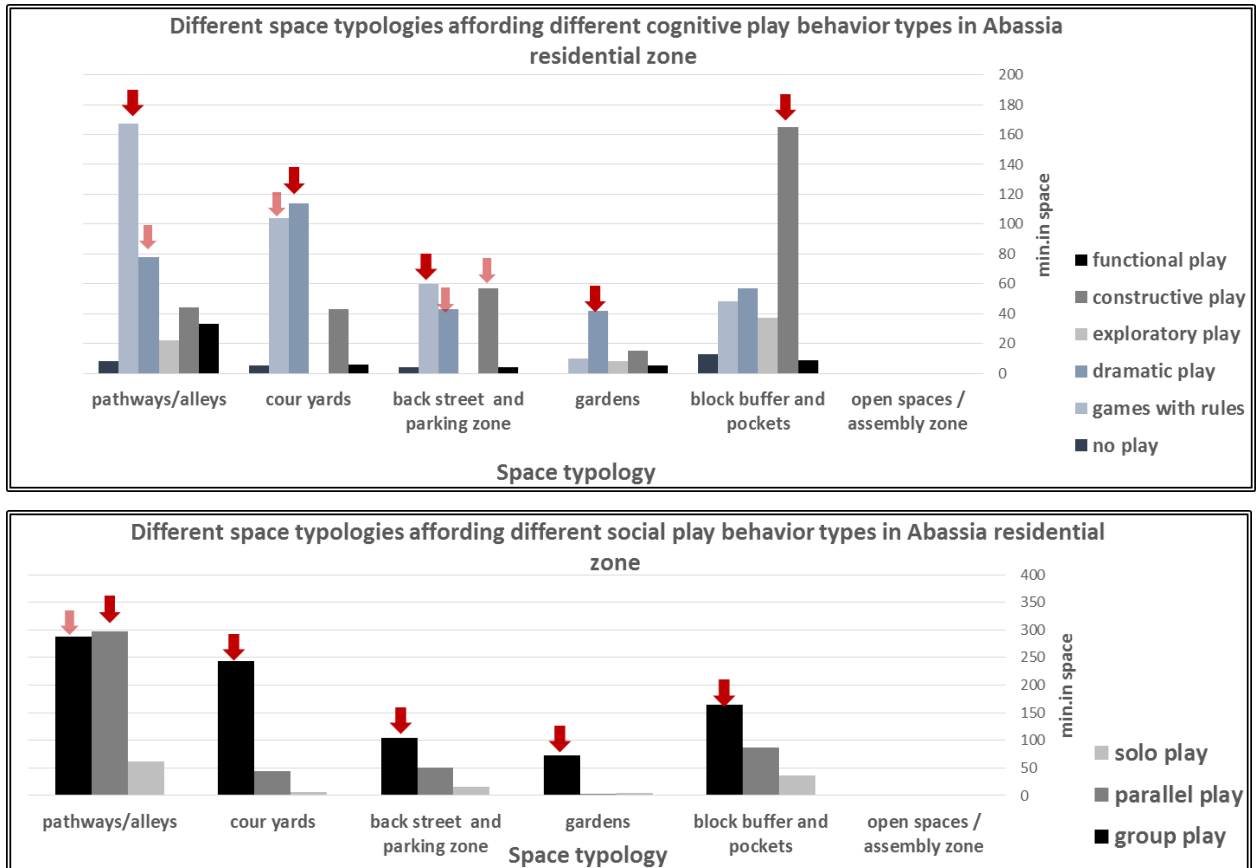 Different space typologies affording different cognitive play behavior types in Abassia
residential zone
200
180
160
140
120
100
80
60
40
20
0
min.in space
functional play
constructive play
exploratory play
dramatic play
games with rules
no play
pathways/alleys
cour yards
back street and
parking zone
gardens
block buffer and
pockets
open spaces /
assembly zone
Space typology
Different space typologies affording different social play behavior types in Abassia residential
zone
400
350
300
250
200
150
100
50
0
min.in space
solo play
parallel play
group play
pathways/alleys
cour yards
back street and
parking zone
gardens
block buffer and
pockets
open spaces /
assembly zone
Space typology